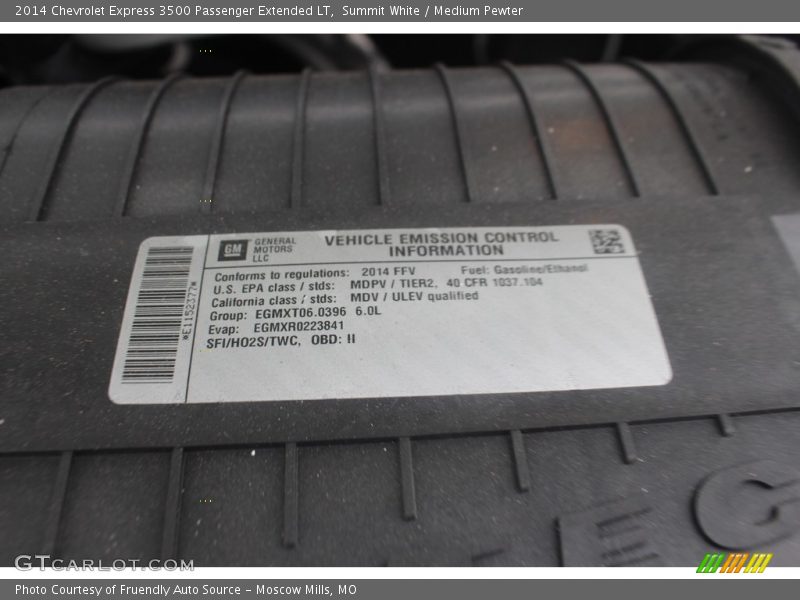 2014 Chevrolet Express 3500 Passenger Extended LT,  Summit White / Medium Pewter
GM
GENERAL
MOTORS
LLC
VEHICLE EMISSION CONTROL
INFORMATION
Conforms to regulations: 2014 FFV Fuel: Gasoline/Ethanol
U.S. EPA class / stds: MDPV / TIER2, 40 CFR 1037.104
California class / stds: MDV / ULEV qualified
Group: EGMXT06.0396 6.0L
Evap: EGMXR0223841
SFI/HO2S/TWC, OBD: II
*E1152377*
GTCARLOT.COM
Photo Courtesy of Fruendly Auto Source – Moscow Mills, MO